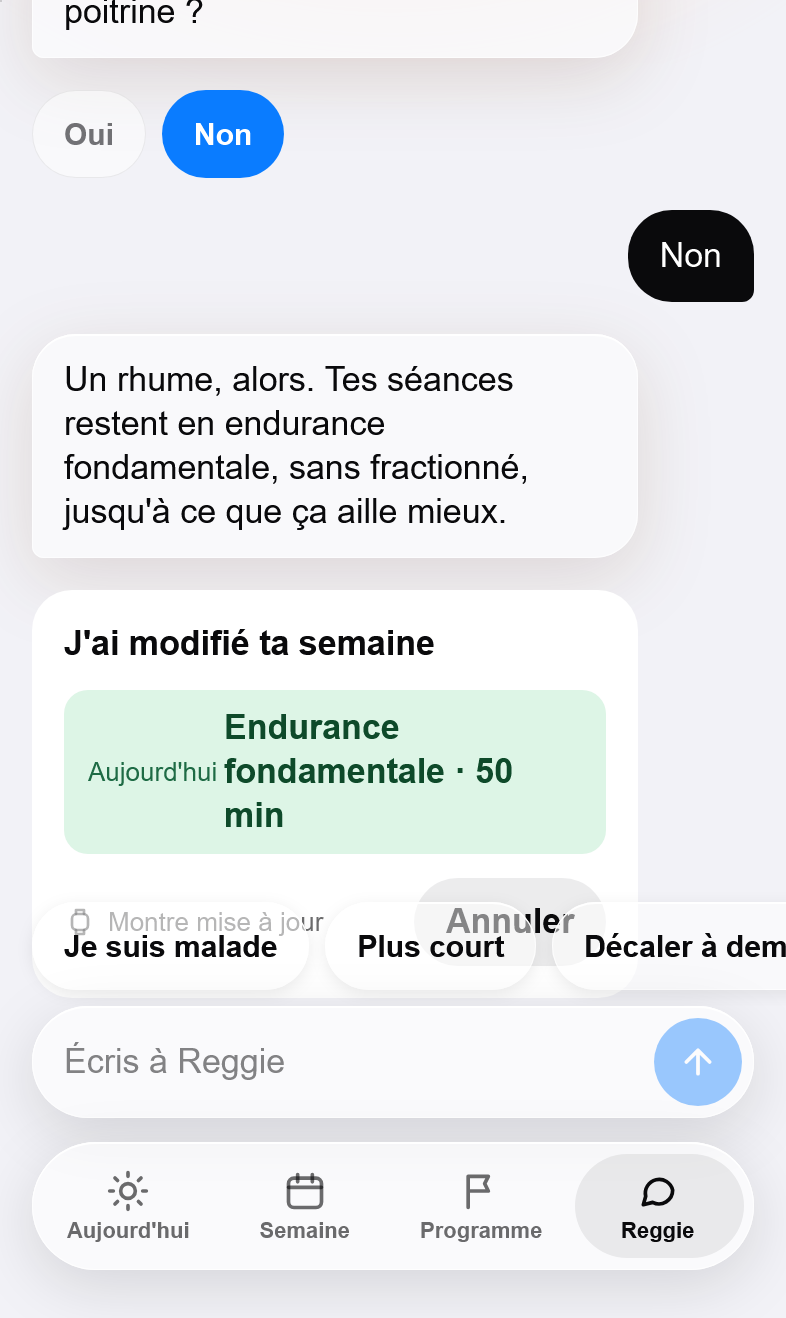 poitrine ?
Oui
Non
Non
Un rhume, alors. Tes séances
restent en endurance
fondamentale, sans fractionné,
jusqu'à ce que ça aille mieux.
J'ai modifié ta semaine
Aujourd'hui
Endurance
fondamentale · 50
min
Montre mise à jour
Annuler
Je suis malade
Plus court
Décaler à dem
Écris à Reggie
Aujourd'hui
Semaine
Programme
Reggie